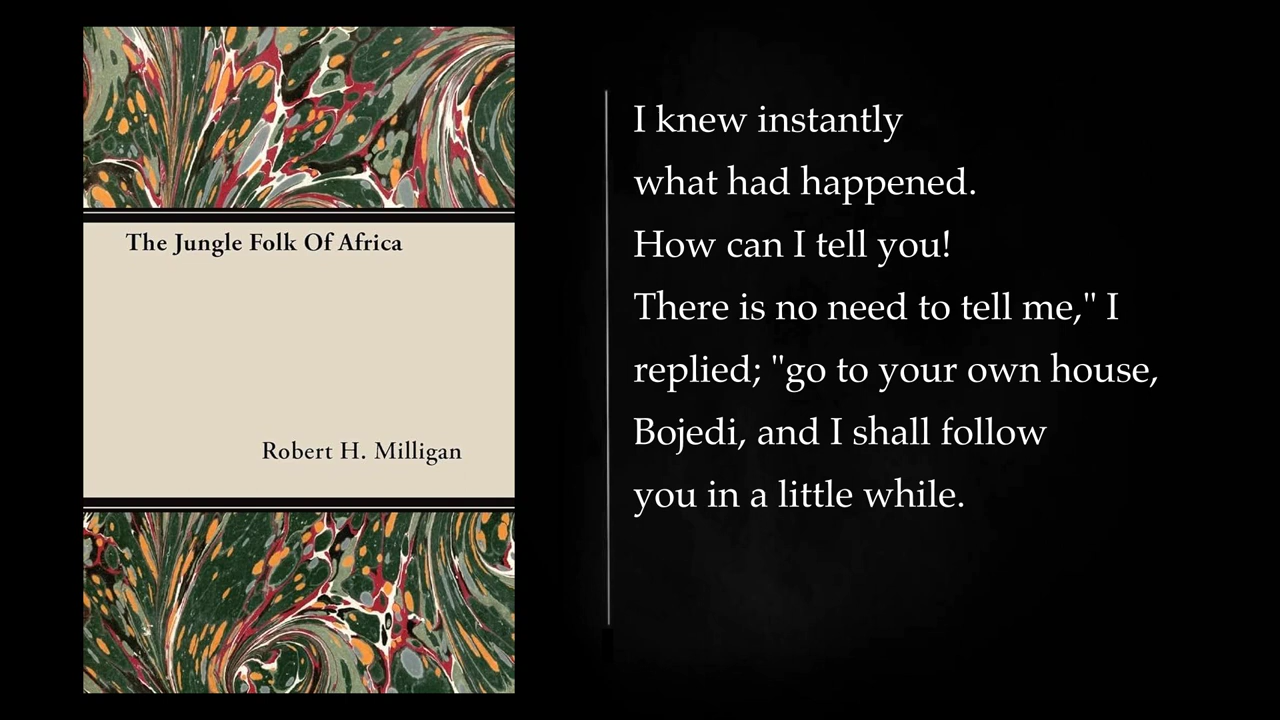 The Jungle Folk Of Africa
Robert H. Milligan
I knew instantly
what had happened.
How can I tell you!
There is no need to tell me," I
replied; "go to your own house,
Bojedi, and I shall follow
you in a little while.